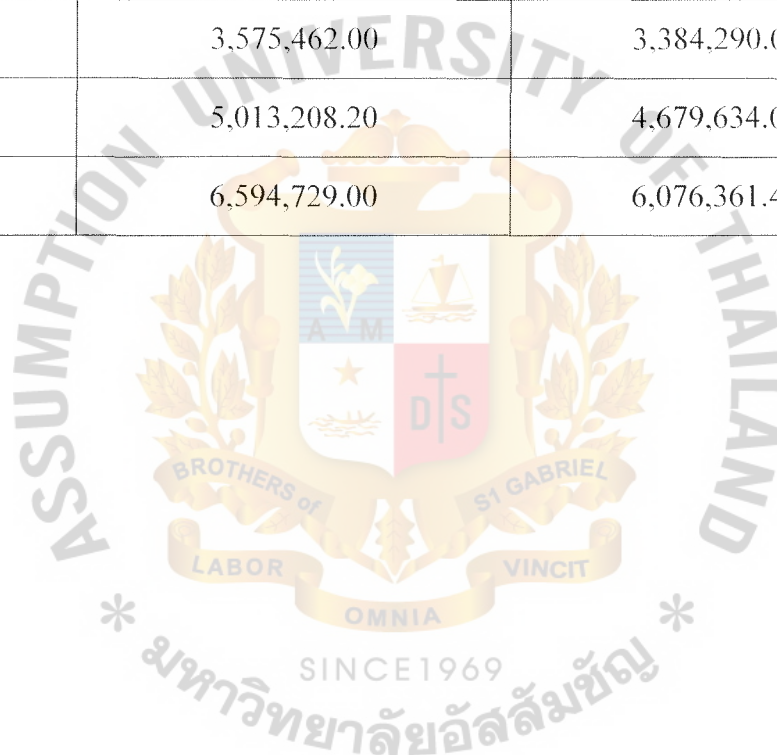 3,575,462.00 3,384,290.0
5,013,208.20 4,679,634.0
6,594,729.00 6,076,361.4
ASSUMPTION UNIVERSITY OF THAILAND
A M
D S
BROTHERS of S1 GABRIEL
LABOR VINCIT
OMNIA
SINCE1969
* มหาวิทยาลัยอัสสัมชัญ *